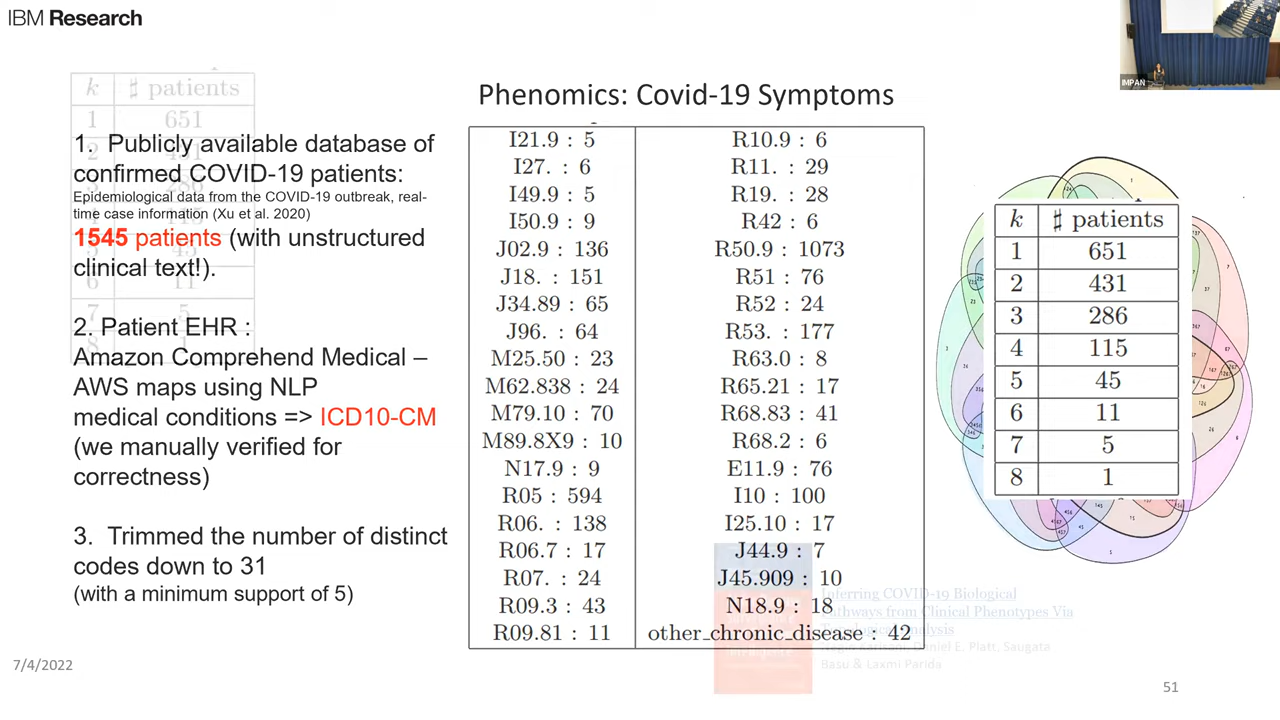 IBM Research
IMPAN
Phenomics: Covid-19 Symptoms
1. Publicly available database of
confirmed COVID-19 patients:
Epidemiological data from the COVID-19 outbreak, real-
time case information (Xu et al. 2020)
1545 patients (with unstructured
clinical text!).
2. Patient EHR :
Amazon Comprehend Medical –
AWS maps using NLP
medical conditions => ICD10-CM
(we manually verified for
correctness)
3. Trimmed the number of distinct
codes down to 31
(with a minimum support of 5)
k ♯ patients
1 651
I21.9 : 5 R10.9 : 6
I27. : 6 R11. : 29
I49.9 : 5 R19. : 28
I50.9 : 9 R42 : 6
J02.9 : 136 R50.9 : 1073
J18. : 151 R51 : 76
J34.89 : 65 R52 : 24
J96. : 64 R53. : 177
M25.50 : 23 R63.0 : 8
M62.838 : 24 R65.21 : 17
M79.10 : 70 R68.83 : 41
M89.8X9 : 10 R68.2 : 6
N17.9 : 9 E11.9 : 76
R05 : 594 I10 : 100
R06. : 138 I25.10 : 17
R06.7 : 17 J44.9 : 7
R07. : 24 J45.909 : 10
R09.3 : 43 N18.9 : 18
R09.81 : 11 other_chronic_disease : 42
k ♯ patients
1 651
2 431
3 286
4 115
5 45
6 11
7 5
8 1
Inferring COVID-19 Biological
Pathways from Clinical Phenotypes Via
Topological Analysis
Daniel E. Platt, Saugata
Basu & Laxmi Parida
7/4/2022
51